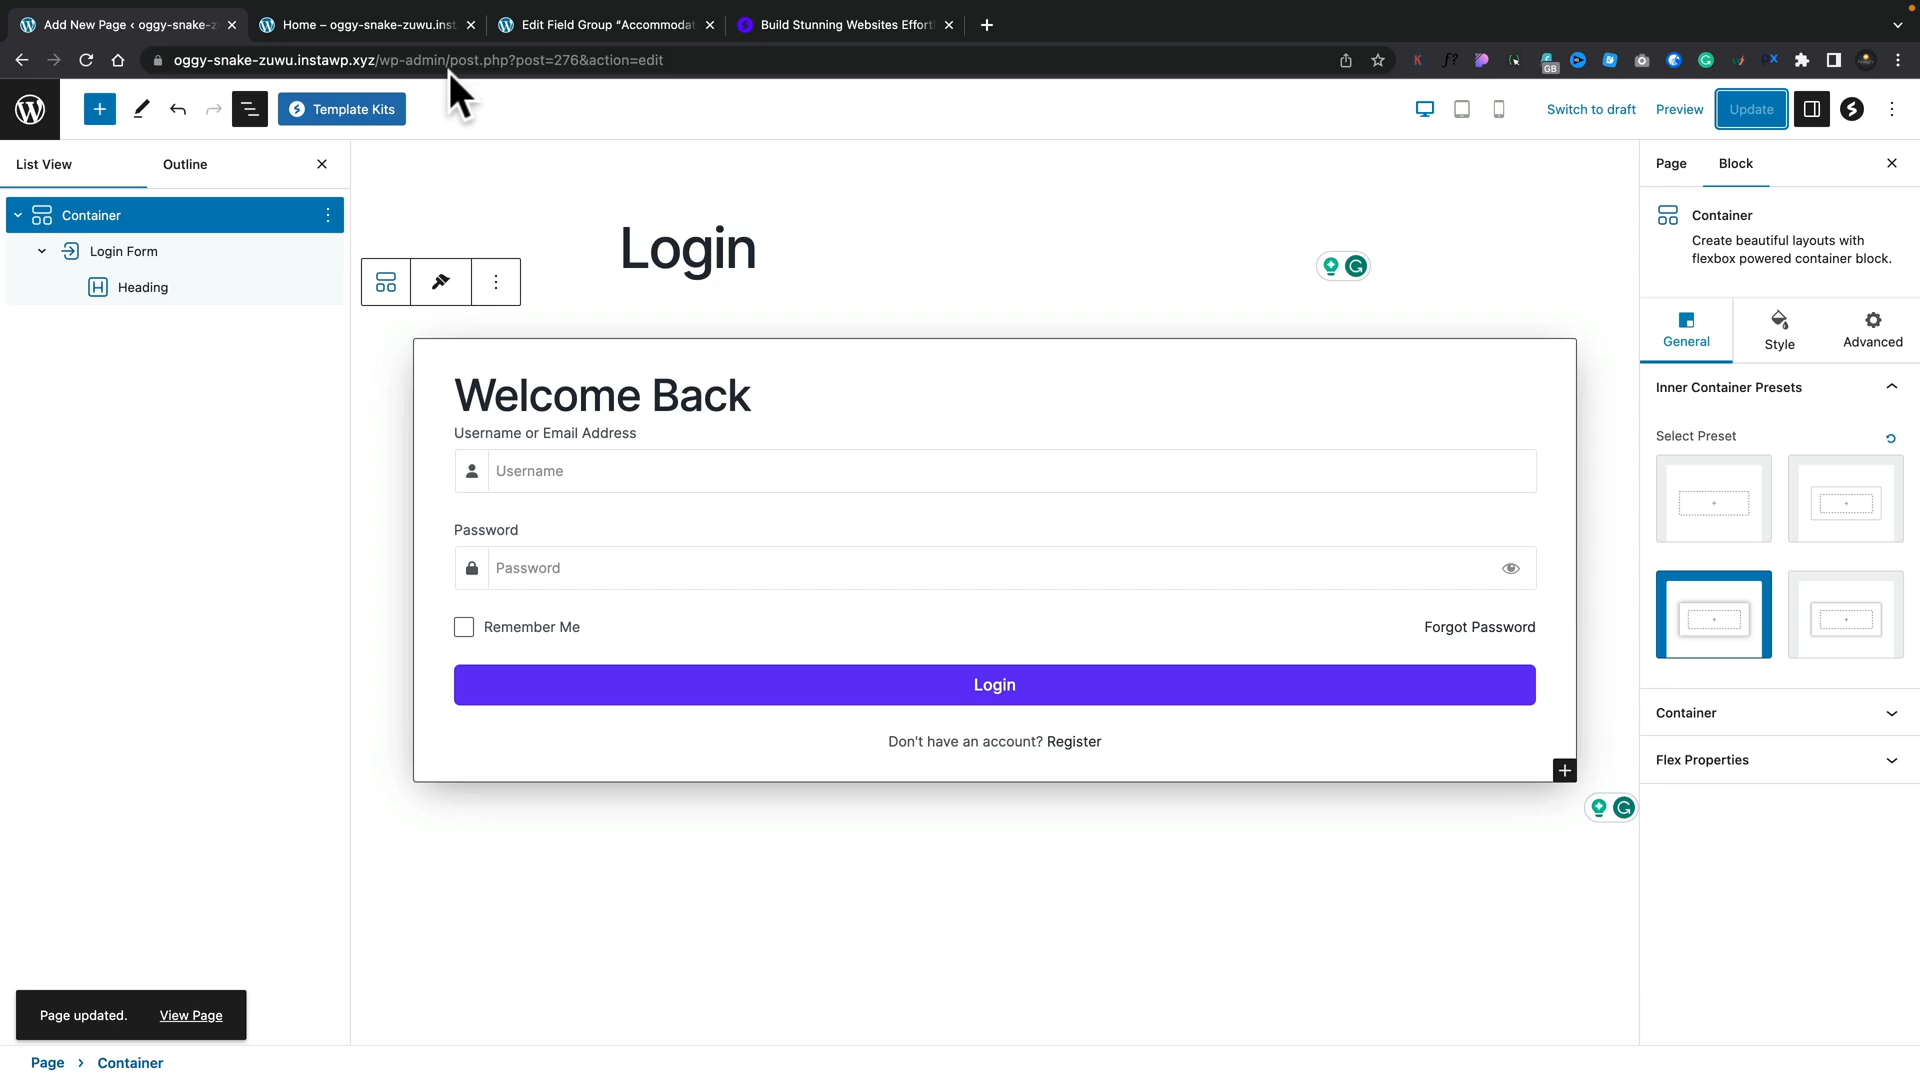 Add New Page ‹ oggy-snake-z
Home – oggy-snake-zuwu.inst
Edit Field Group “Accommodat
Build Stunning Websites Effortl
oggy-snake-zuwu.instawp.xyz/wp-admin/post.php?post=276&action=edit
GB
Template Kits
Switch to draft
Preview
Update
List View
Outline
Container
Login Form
Heading
Login
Welcome Back
Username or Email Address
Username
Password
Password
Remember Me
Forgot Password
Login
Don't have an account? Register
Page
Block
Container
Create beautiful layouts with
flexbox powered container block.
General
Style
Advanced
Inner Container Presets
Select Preset
Container
Flex Properties
Page updated.
View Page
Page › Container